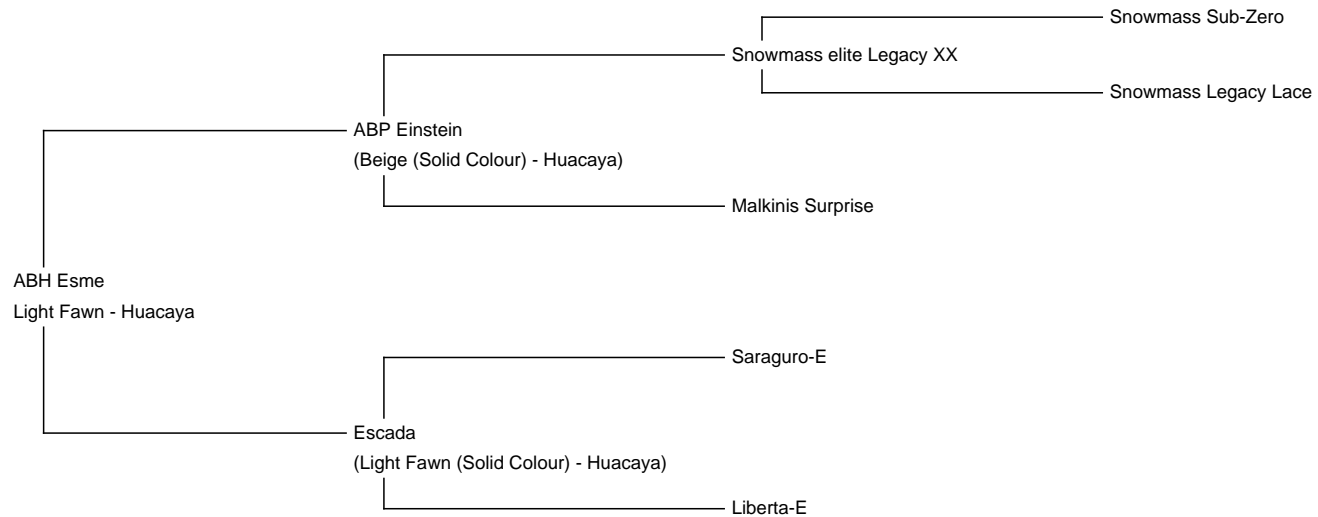 Snowmass Sub-Zero
Snowmass elite Legacy XX
Snowmass Legacy Lace
ABP Einstein
(Beige (Solid Colour) - Huacaya)
Malkinis Surprise
ABH Esme
Light Fawn - Huacaya
Saraguro-E
Escada
(Light Fawn (Solid Colour) - Huacaya)
Liberta-E